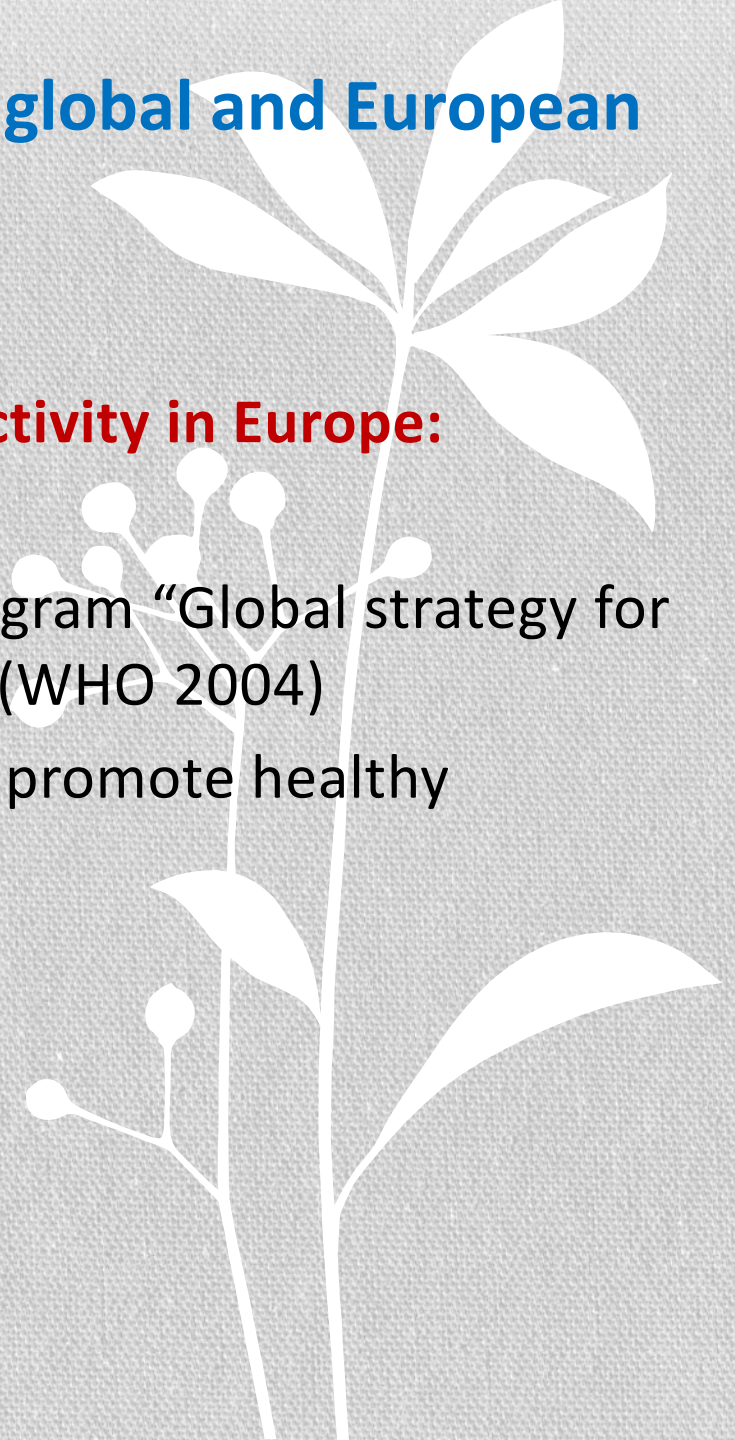 global and European
ctivity in Europe:
gram “Global strategy for
(WHO 2004)
promote healthy